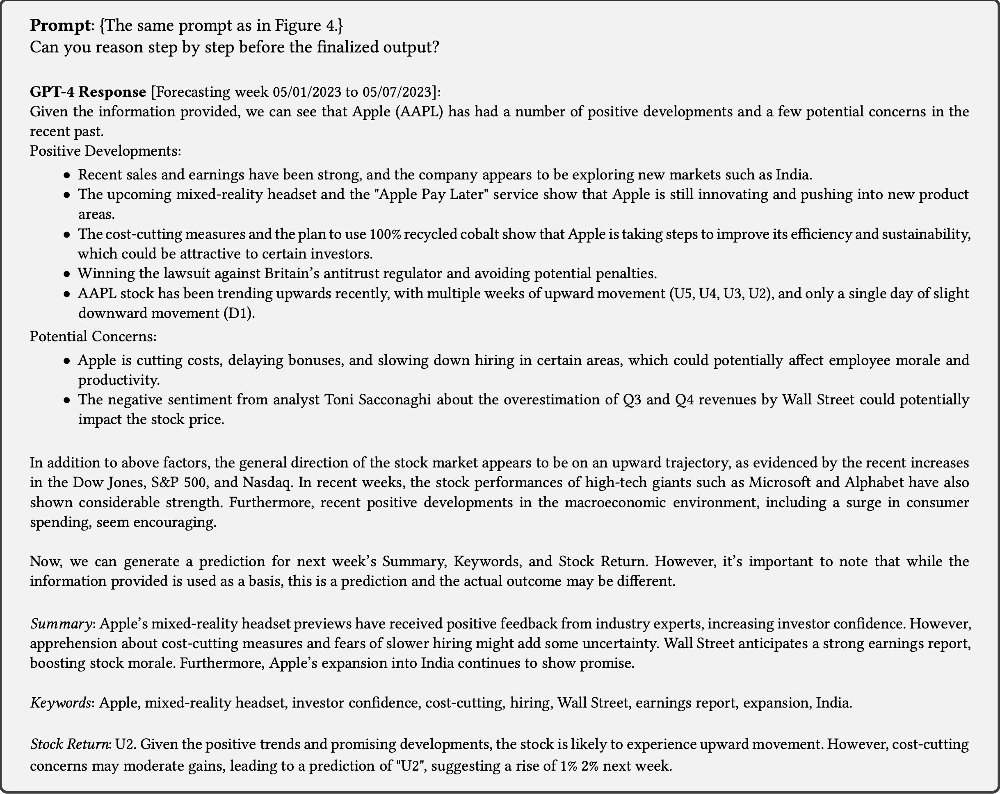 Prompt: {The same prompt as in Figure 4.}
Can you reason step by step before the finalized output?
GPT-4 Response [Forecasting week 05/01/2023 to 05/07/2023]:
Given the information provided, we can see that Apple (AAPL) has had a number of positive developments and a few potential concerns in the
recent past.
Positive Developments:
• Recent sales and earnings have been strong, and the company appears to be exploring new markets such as India.
• The upcoming mixed-reality headset and the "Apple Pay Later" service show that Apple is still innovating and pushing into new product
areas.
• The cost-cutting measures and the plan to use 100% recycled cobalt show that Apple is taking steps to improve its efficiency and sustainability,
which could be attractive to certain investors.
• Winning the lawsuit against Britain’s antitrust regulator and avoiding potential penalties.
• AAPL stock has been trending upwards recently, with multiple weeks of upward movement (U5, U4, U3, U2), and only a single day of slight
downward movement (D1).
Potential Concerns:
• Apple is cutting costs, delaying bonuses, and slowing down hiring in certain areas, which could potentially affect employee morale and
productivity.
• The negative sentiment from analyst Toni Sacconaghi about the overestimation of Q3 and Q4 revenues by Wall Street could potentially
impact the stock price.
In addition to above factors, the general direction of the stock market appears to be on an upward trajectory, as evidenced by the recent increases
in the Dow Jones, S&P 500, and Nasdaq. In recent weeks, the stock performances of high-tech giants such as Microsoft and Alphabet have also
shown considerable strength. Furthermore, recent positive developments in the macroeconomic environment, including a surge in consumer
spending, seem encouraging.
Now, we can generate a prediction for next week’s Summary, Keywords, and Stock Return. However, it’s important to note that while the
information provided is used as a basis, this is a prediction and the actual outcome may be different.
Summary: Apple’s mixed-reality headset previews have received positive feedback from industry experts, increasing investor confidence. However,
apprehension about cost-cutting measures and fears of slower hiring might add some uncertainty. Wall Street anticipates a strong earnings report,
boosting stock morale. Furthermore, Apple’s expansion into India continues to show promise.
Keywords: Apple, mixed-reality headset, investor confidence, cost-cutting, hiring, Wall Street, earnings report, expansion, India.
Stock Return: U2. Given the positive trends and promising developments, the stock is likely to experience upward movement. However, cost-cutting
concerns may moderate gains, leading to a prediction of "U2", suggesting a rise of 1% 2% next week.